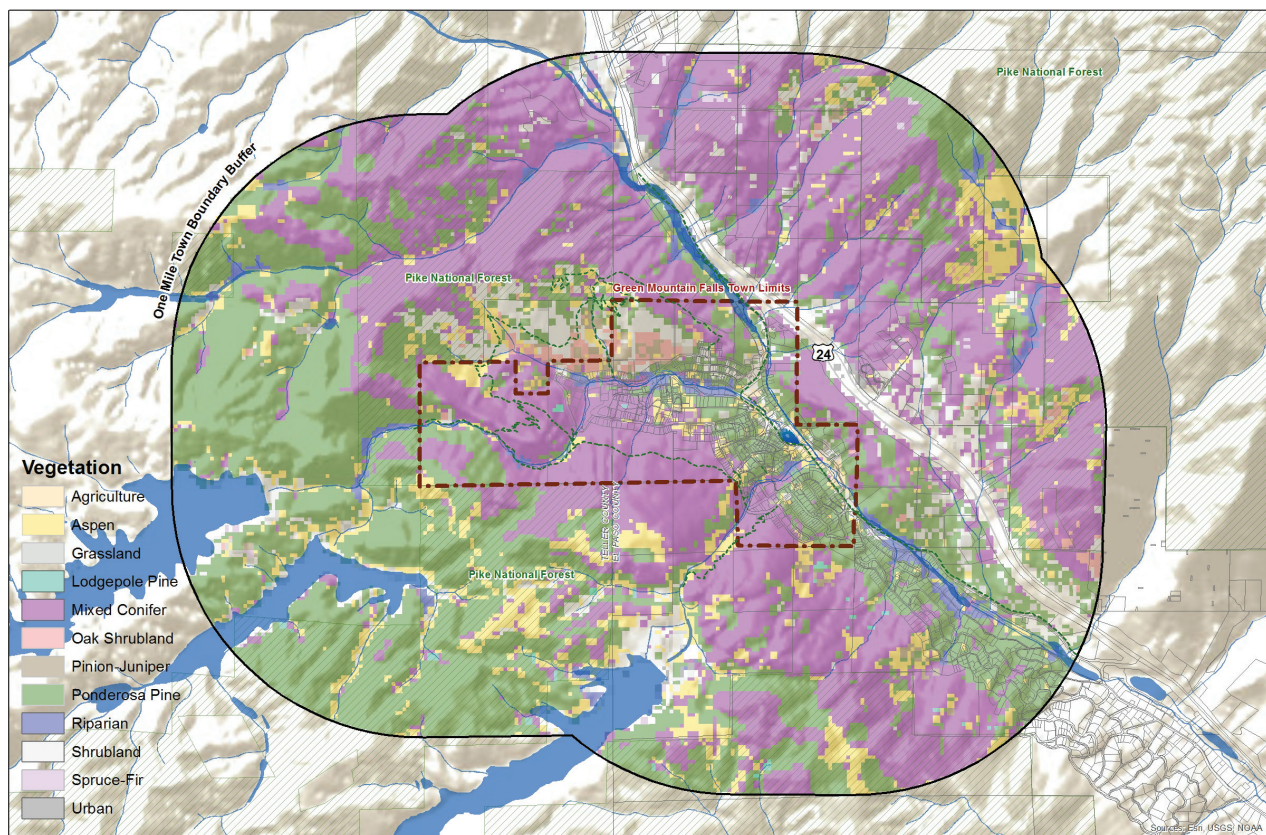 Pike National Forest
One Mile Town Boundary Buffer
Pike National Forest
Green Mountain Falls Town Limits
24
Vegetation
Agriculture
Aspen
Grassland
Lodgepole Pine
Mixed Conifer
Oak Shrubland
Pinion-Juniper
Ponderosa Pine
Riparian
Shrubland
Spruce-Fir
Urban
TELLER COUNTY
EL PASO COUNTY
Pike National Forest
Sources: Esri, USGS, NOAA